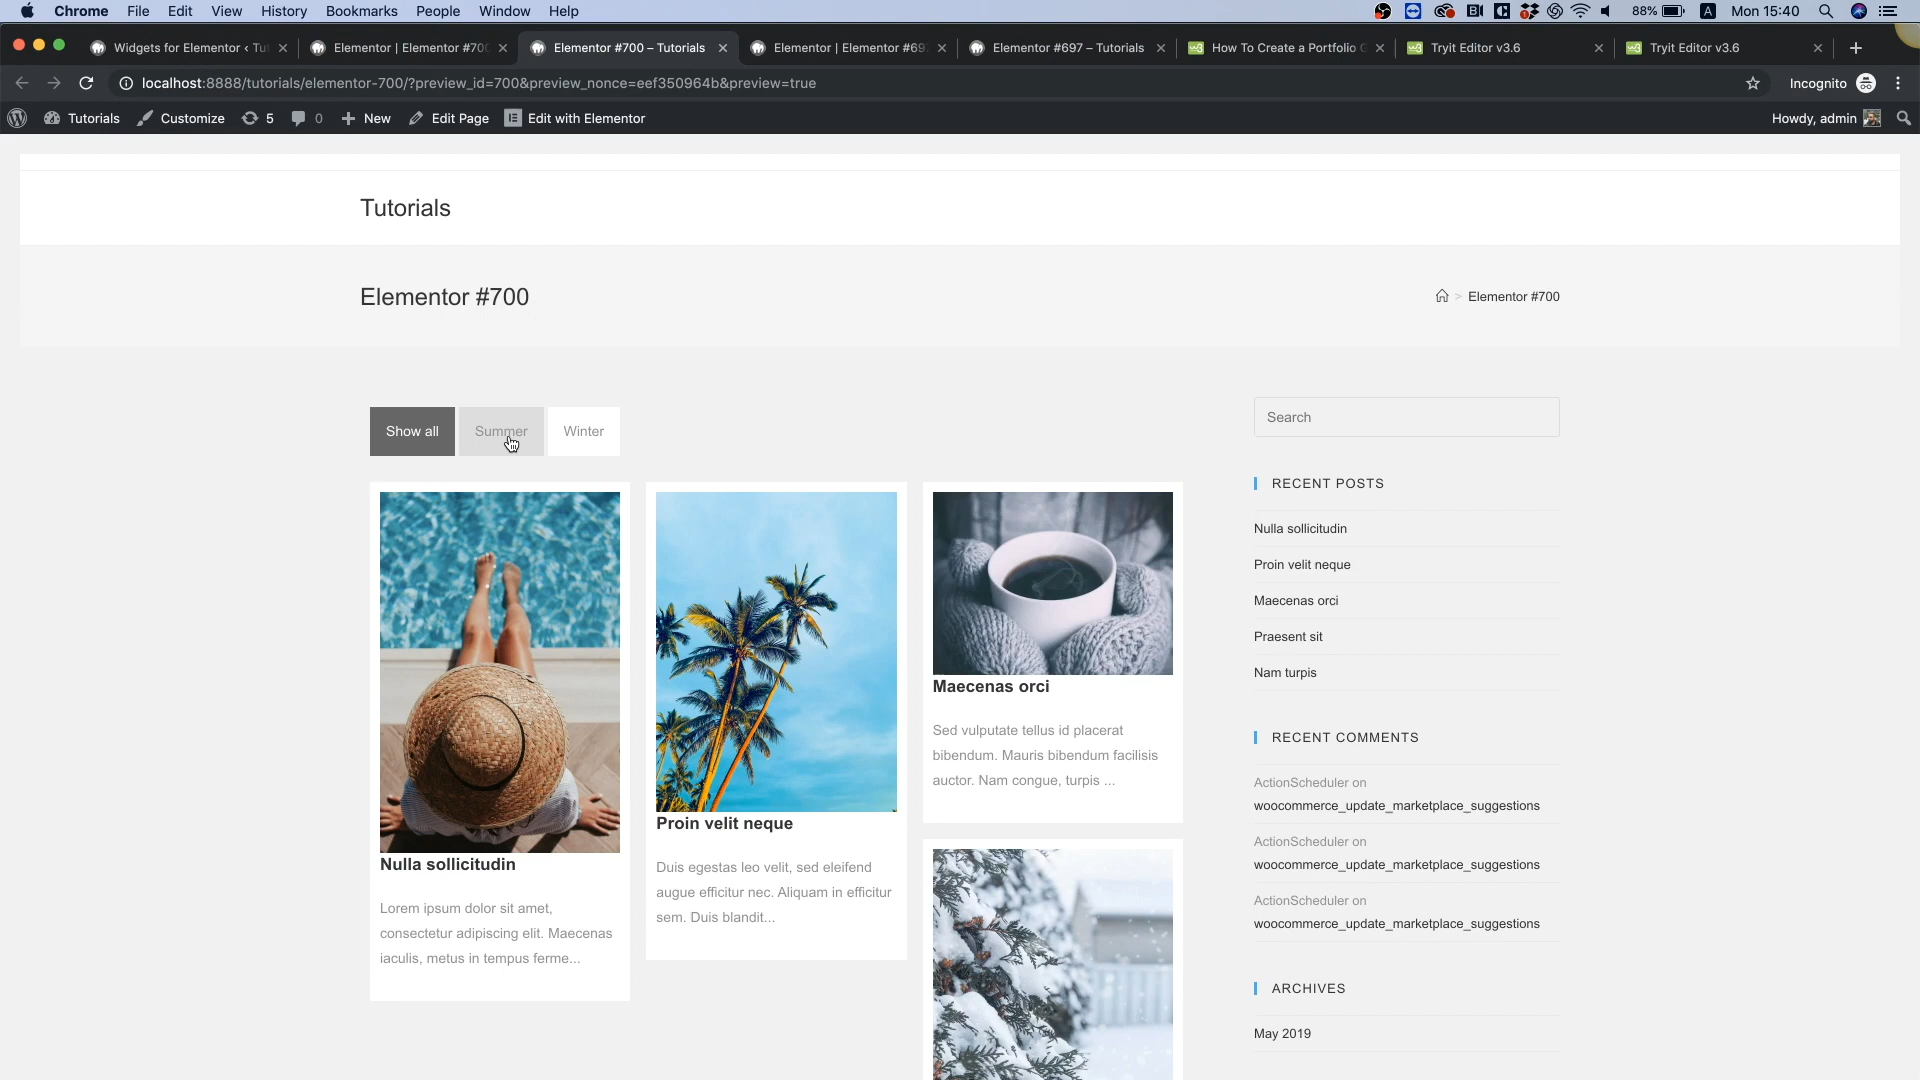 Chrome File Edit View History Bookmarks People Window Help
88% A Mon 15:40
Widgets for Elementor ‹ Tut
Elementor | Elementor #700
Elementor #700 – Tutorials
Elementor | Elementor #697
Elementor #697 – Tutorials
How To Create a Portfolio G
Tryit Editor v3.6
Tryit Editor v3.6
localhost:8888/tutorials/elementor-700/?preview_id=700&preview_nonce=eef350964b&preview=true
Incognito
Tutorials Customize 5 0 New Edit Page Edit with Elementor
Howdy, admin
Tutorials
Elementor #700
> Elementor #700
Show all Summer Winter
Nulla sollicitudin
Lorem ipsum dolor sit amet,
consectetur adipiscing elit. Maecenas
iaculis, metus in tempus ferme...
Proin velit neque
Duis egestas leo velit, sed eleifend
augue efficitur nec. Aliquam in efficitur
sem. Duis blandit...
Maecenas orci
Sed vulputate tellus id placerat
bibendum. Mauris bibendum facilisis
auctor. Nam congue, turpis ...
Search
RECENT POSTS
Nulla sollicitudin
Proin velit neque
Maecenas orci
Praesent sit
Nam turpis
RECENT COMMENTS
ActionScheduler on
woocommerce_update_marketplace_suggestions
ActionScheduler on
woocommerce_update_marketplace_suggestions
ActionScheduler on
woocommerce_update_marketplace_suggestions
ARCHIVES
May 2019